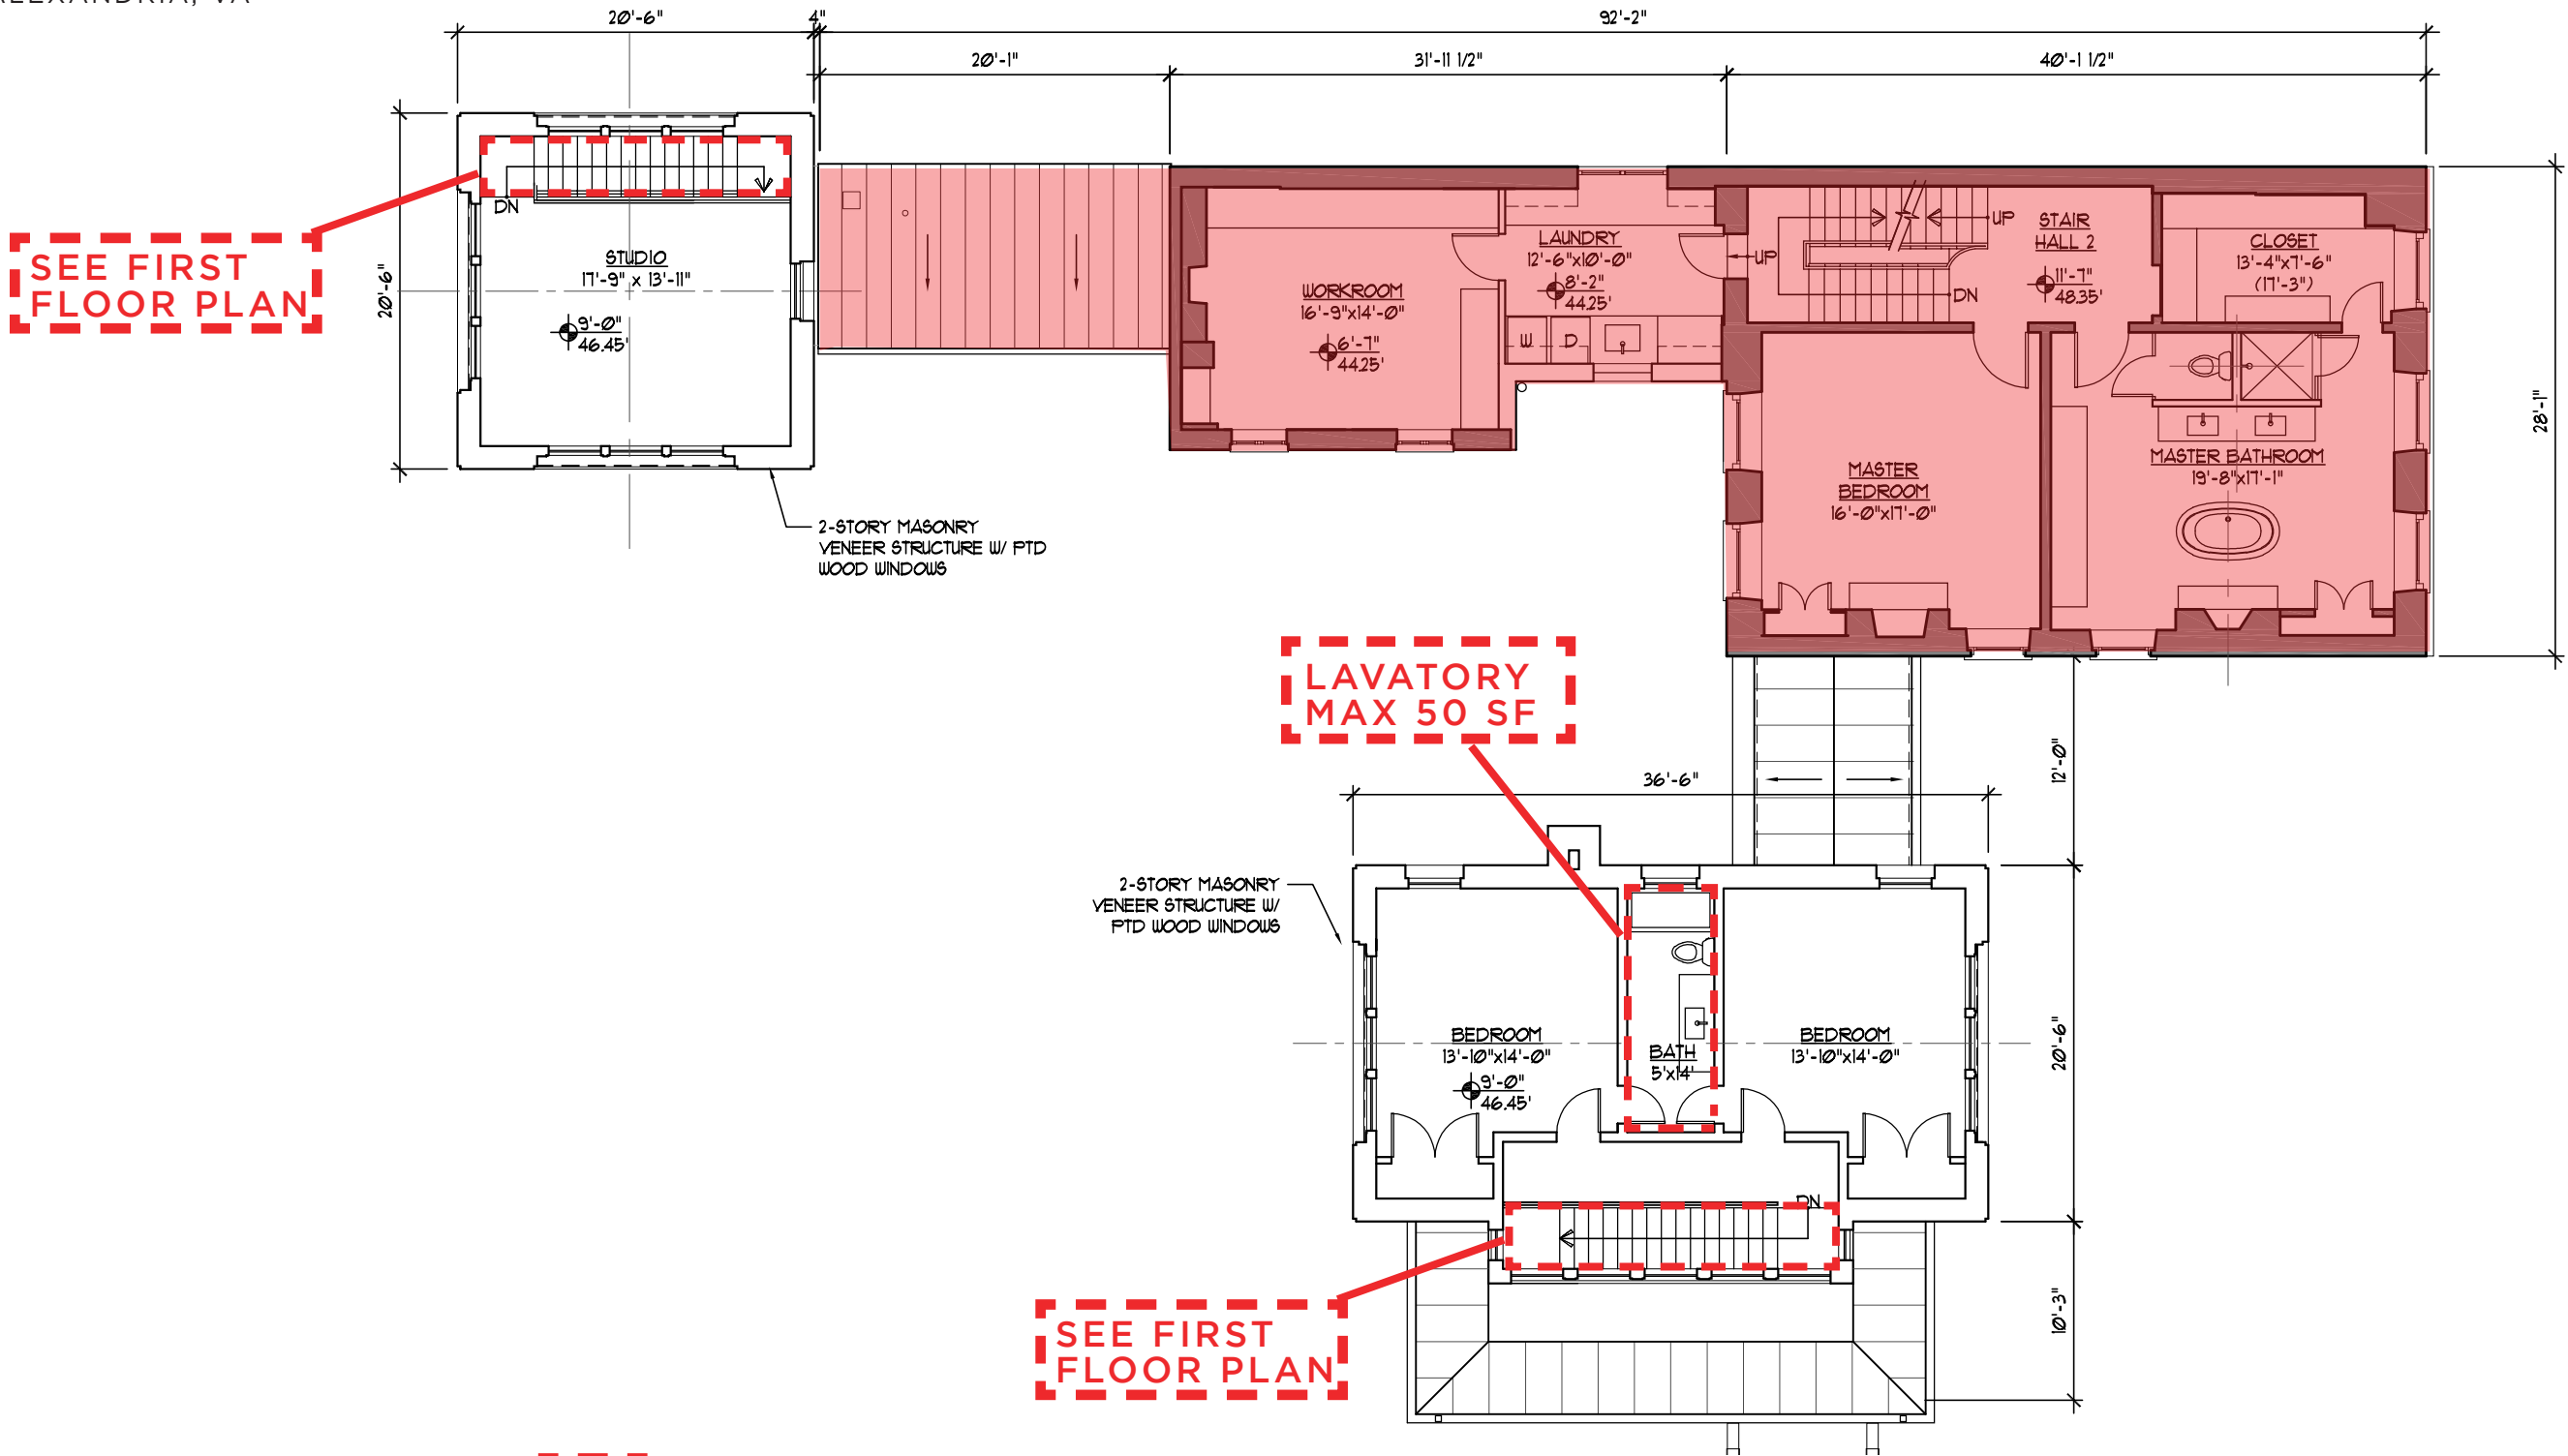 ALEXANDRIA, VA
20'-6"
4"
92'-2"
20'-1"
31'-11 1/2"
40'-1 1/2"
20'-6"
DN
STUDIO
17'-9" x 13'-11"
9'-0"
46.45'
SEE FIRST
FLOOR PLAN
2-STORY MASONRY
VENEER STRUCTURE W/ PTD
WOOD WINDOWS
WORKROOM
16'-9"x14'-0"
6'-7"
44.25'
LAUNDRY
12'-6"x10'-0"
8'-2"
44.25'
W
D
UP
UP
DN
STAIR
HALL 2
11'-7"
48.35'
CLOSET
13'-4"x7'-6"
(17'-3")
MASTER
BEDROOM
16'-0"x17'-0"
MASTER BATHROOM
19'-8"x17'-1"
28'-1"
LAVATORY
MAX 50 SF
36'-6"
12'-0"
2-STORY MASONRY
VENEER STRUCTURE W/
PTD WOOD WINDOWS
BEDROOM
13'-10"x14'-0"
9'-0"
46.45'
BATH
5'x14'
BEDROOM
13'-10"x14'-0"
20'-6"
DN
SEE FIRST
FLOOR PLAN
10'-3"